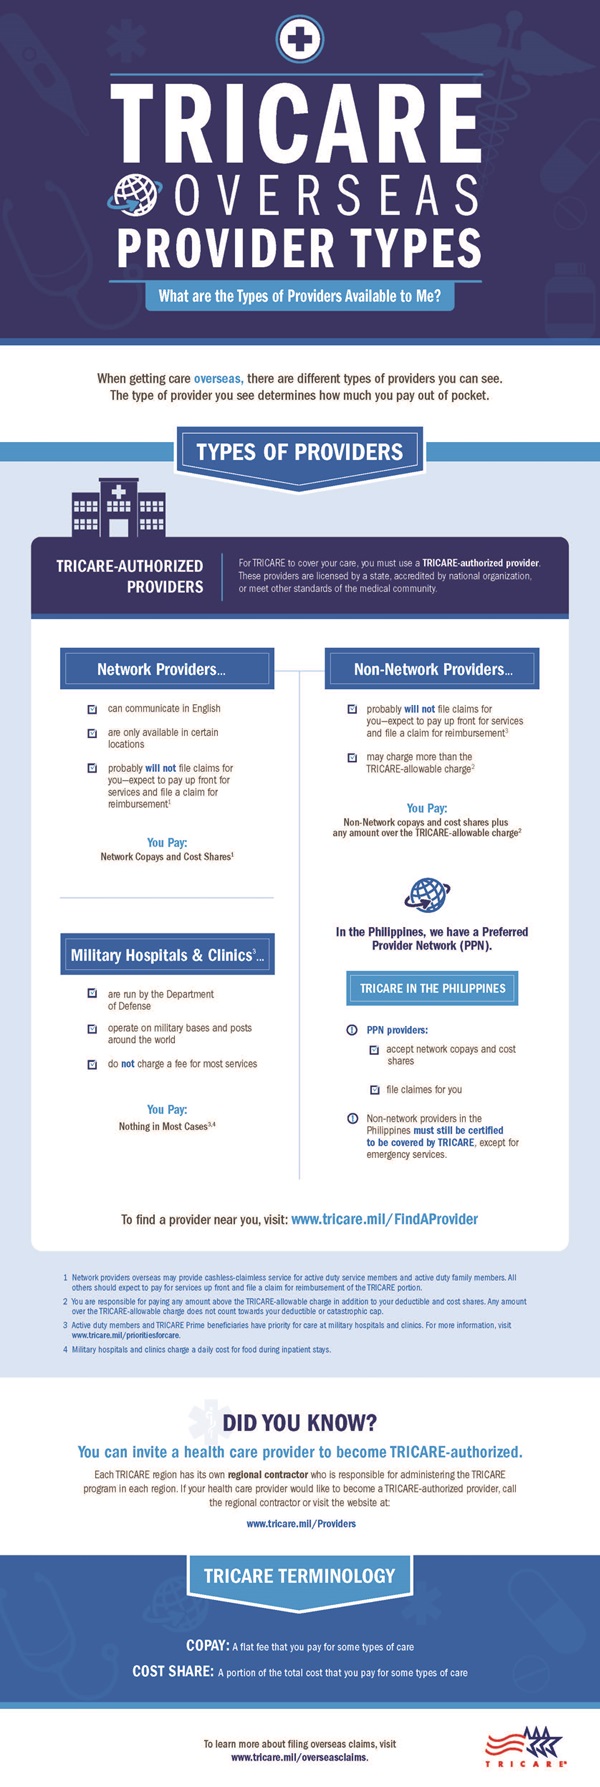 TRICARE
OVERSEAS
PROVIDER TYPES
What are the Types of Providers Available to Me?
When getting care overseas, there are different types of providers you can see.
The type of provider you see determines how much you pay out of pocket.
TYPES OF PROVIDERS
TRICARE-AUTHORIZED
PROVIDERS
For TRICARE to cover your care, you must use a TRICARE-authorized provider.
These providers are licensed by a state, accredited by national organization,
or meet other standards of the medical community.
Network Providers...
can communicate in English
are only available in certain
locations
probably will not file claims for
you—expect to pay up front for
services and file a claim for
reimbursement¹
You Pay:
Network Copays and Cost Shares¹
Military Hospitals & Clinics³...
are run by the Department
of Defense
operate on military bases and posts
around the world
do not charge a fee for most services
You Pay:
Nothing in Most Cases³,⁴
Non-Network Providers...
probably will not file claims for
you—expect to pay up front for services
and file a claim for reimbursement³
may charge more than the
TRICARE-allowable charge²
You Pay:
Non-Network copays and cost shares plus
any amount over the TRICARE-allowable charge²
In the Philippines, we have a Preferred
Provider Network (PPN).
TRICARE IN THE PHILIPPINES
PPN providers:
accept network copays and cost
shares
file claimes for you
Non-network providers in the
Philippines must still be certified
to be covered by TRICARE, except for
emergency services.
To find a provider near you, visit: www.tricare.mil/FindAProvider
1 Network providers overseas may provide cashless-claimless service for active duty service members and active duty family members. All
others should expect to pay for services up front and file a claim for reimbursement of the TRICARE portion.
2 You are responsible for paying any amount above the TRICARE-allowable charge in addition to your deductible and cost shares. Any amount
over the TRICARE-allowable charge does not count towards your deductible or catastrophic cap.
3 Active duty members and TRICARE Prime beneficiaries have priority for care at military hospitals and clinics. For more information, visit
www.tricare.mil/prioritiesforcare.
4 Military hospitals and clinics charge a daily cost for food during inpatient stays.
DID YOU KNOW?
You can invite a health care provider to become TRICARE-authorized.
Each TRICARE region has its own regional contractor who is responsible for administering the TRICARE
program in each region. If your health care provider would like to become a TRICARE-authorized provider, call
the regional contractor or visit the website at:
www.tricare.mil/Providers
TRICARE TERMINOLOGY
COPAY: A flat fee that you pay for some types of care
COST SHARE: A portion of the total cost that you pay for some types of care
To learn more about filing overseas claims, visit
www.tricare.mil/overseasclaims.
TRICARE